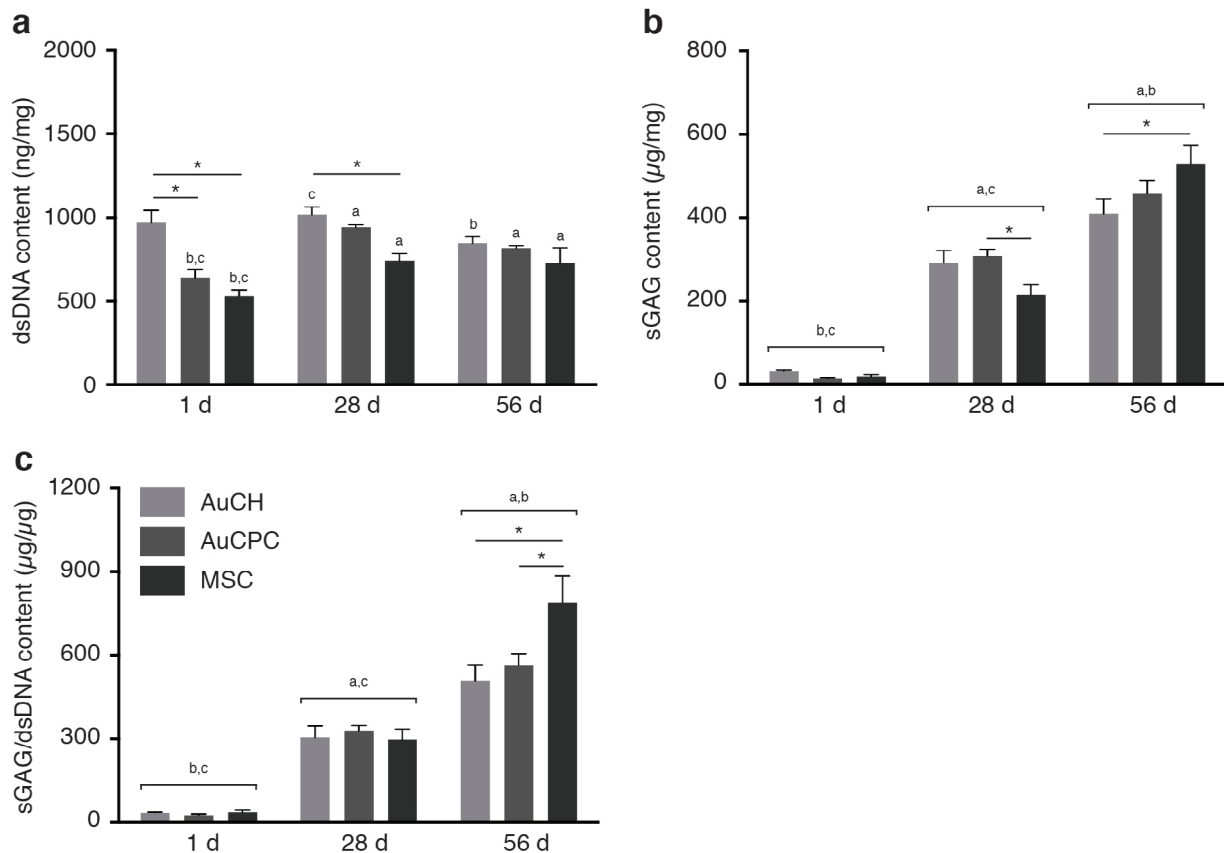 a
2000
1500
1000
500
0
dsDNA content (ng/mg)
*
*
b,c
b,c
*
c
a
a
b
a
a
1 d
28 d
56 d
b
800
600
400
200
0
sGAG content (µg/mg)
b,c
a,c
*
a,b
*
1 d
28 d
56 d
c
1200
900
600
300
0
sGAG/dsDNA content (µg/µg)
AuCH
AuCPC
MSC
b,c
a,c
a,b
*
*
1 d
28 d
56 d